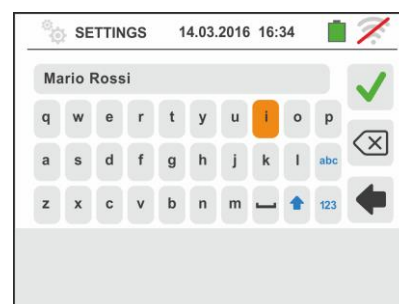 SETTINGS 14.03.2016 16:34
Mario Rossi
q w e r t y u i o p
a s d f g h j k l abc
z x c v b n m 123